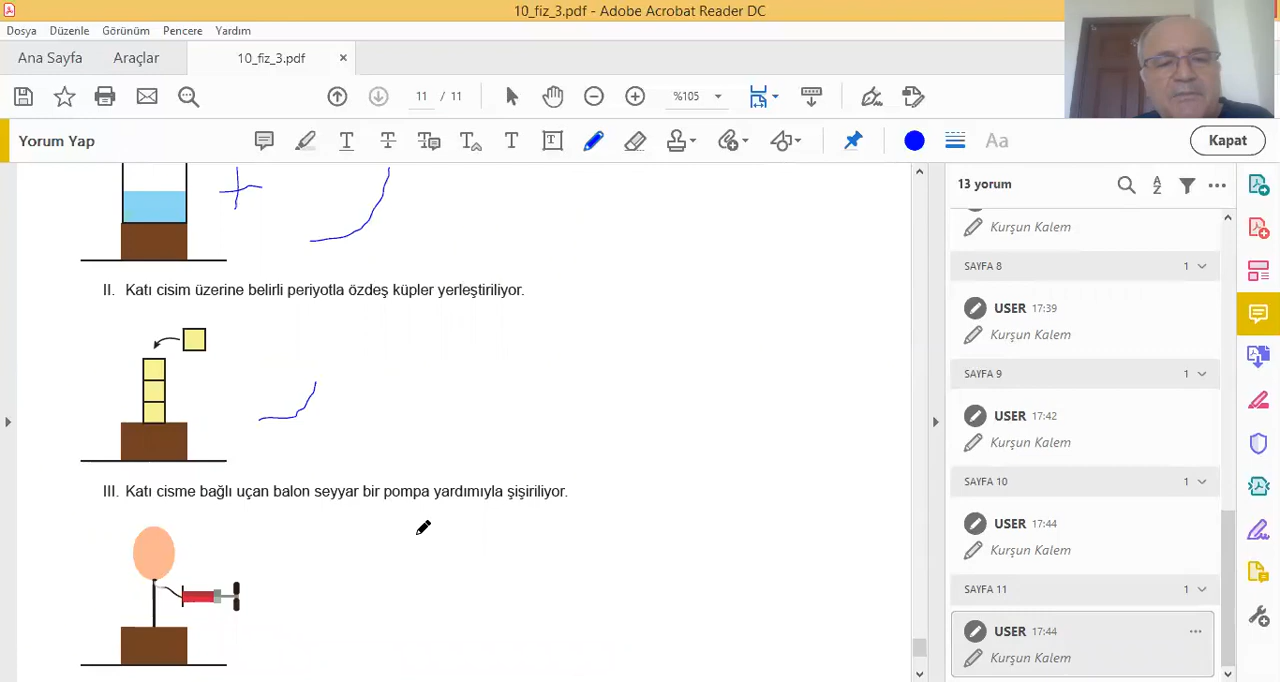 10_fiz_3.pdf - Adobe Acrobat Reader DC
Dosya Düzenle Görünüm Pencere Yardım
Ana Sayfa Araçlar 10_fiz_3.pdf ×
11 / 11 %105
Yorum Yap T T T T T Aa Kapat
13 yorum
Kurşun Kalem
SAYFA 8 1
USER 17:39
Kurşun Kalem
SAYFA 9 1
USER 17:42
Kurşun Kalem
SAYFA 10 1
USER 17:44
Kurşun Kalem
SAYFA 11 1
USER 17:44
Kurşun Kalem
II. Katı cisim üzerine belirli periyotla özdeş küpler yerleştiriliyor.
III. Katı cisme bağlı uçan balon seyyar bir pompa yardımıyla şişiriliyor.